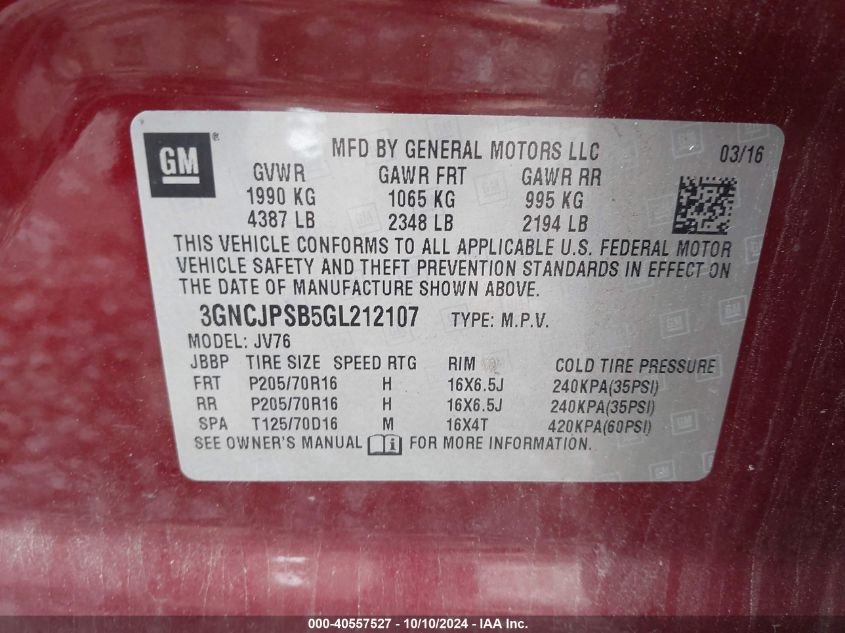 GM®
MFD BY GENERAL MOTORS LLC 03/16
GVWR GAWR FRT GAWR RR
1990 KG 1065 KG 995 KG
4387 LB 2348 LB 2194 LB
THIS VEHICLE CONFORMS TO ALL APPLICABLE U.S. FEDERAL MOTOR
VEHICLE SAFETY AND THEFT PREVENTION STANDARDS IN EFFECT ON
THE DATE OF MANUFACTURE SHOWN ABOVE.
3GNCJPSB5GL212107 TYPE: M.P.V.
MODEL: JV76
JBBP TIRE SIZE SPEED RTG RIM COLD TIRE PRESSURE
FRT P205/70R16 H 16X6.5J 240KPA(35PSI)
RR P205/70R16 H 16X6.5J 240KPA(35PSI)
SPA T125/70D16 M 16X4T 420KPA(60PSI)
SEE OWNER'S MANUAL FOR MORE INFORMATION.
000-40557527 - 10/10/2024 - IAA Inc.